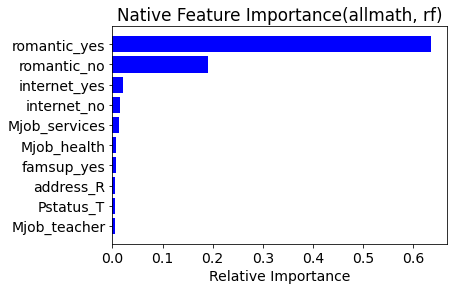 Native Feature Importance(allmath, rf)
romantic_yes
romantic_no
internet_yes
internet_no
Mjob_services
Mjob_health
famsup_yes
address_R
Pstatus_T
Mjob_teacher
0.0 0.1 0.2 0.3 0.4 0.5 0.6
Relative Importance